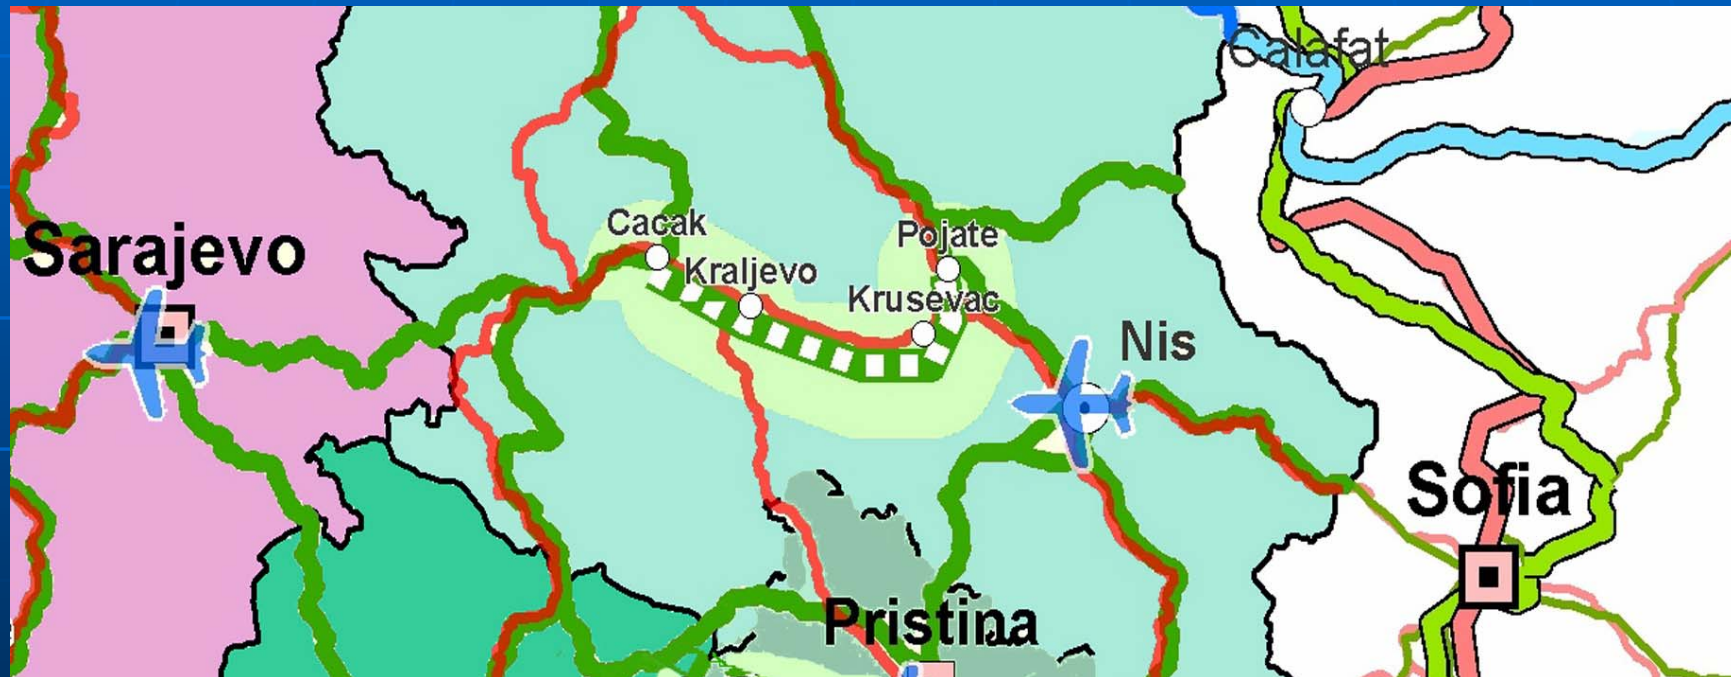 Calafat
Cacak
Pojate
Sarajevo
Kraljevo
Krusevac
Nis
Sofia
Pristina